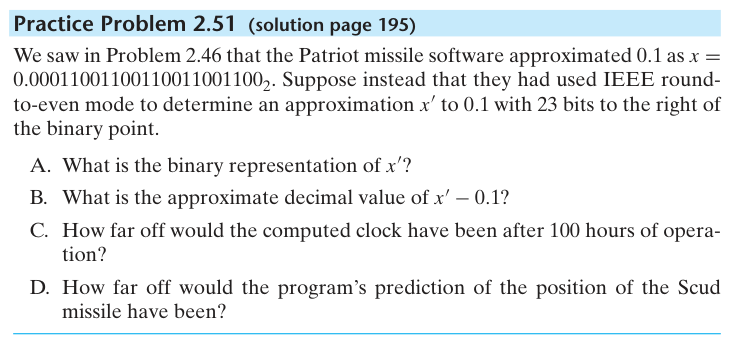 Practice Problem 2.51 (solution page 195)
We saw in Problem 2.46 that the Patriot missile software approximated 0.1 as x =
0.00011001100110011001100₂. Suppose instead that they had used IEEE round-
to-even mode to determine an approximation x′ to 0.1 with 23 bits to the right of
the binary point.
A. What is the binary representation of x′?
B. What is the approximate decimal value of x′ − 0.1?
C. How far off would the computed clock have been after 100 hours of opera-
tion?
D. How far off would the program’s prediction of the position of the Scud
missile have been?